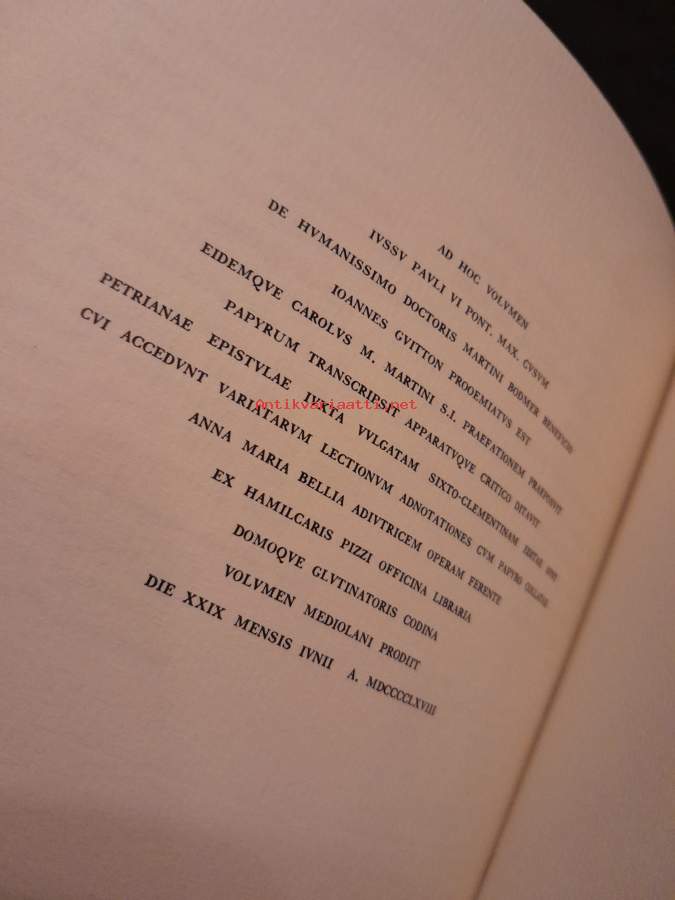 AD HOC VOLVMEN
IVSSV PAVLI VI PONT. MAX. CVSVM
DE HVMANISSIMO DOCTORIS MARTINI BODMER BENEFICIO
IOANNES GVITTON PROOEMIATVS EST
EIDEMQVE CAROLVS M. MARTINI S.I. PRAEFATIONEM PRAEPOSVIT
PAPYRUM TRANSCRIPSIT APPARATVQVE CRITICO DITAVIT
PETRIANAE EPISTVLAE IVXTA VVLGATAM SIXTO-CLEMENTINAM EDITAE SVNT
CVI ACCEDVNT VARIATARVM LECTIONVM ADNOTATIONES CVM PAPYRO COLLATVS
ANNA MARIA BELLIA ADIVTRICEM OPERAM FERENTE
EX HAMILCARIS PIZZI OFFICINA LIBRARIA
DOMOQVE GLVTINATORIS CODINA
VOLVMEN MEDIOLANI PRODIIT
DIE XXIX MENSIS IVNII A. MDCCCCLXVIII
Antikvariaatti.net